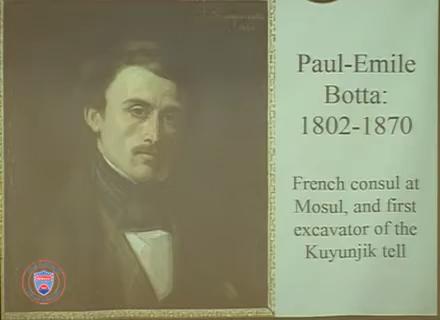 Paul-Emile
Botta:
1802-1870
French consul at
Mosul, and first
excavator of the
Kuyunjik tell